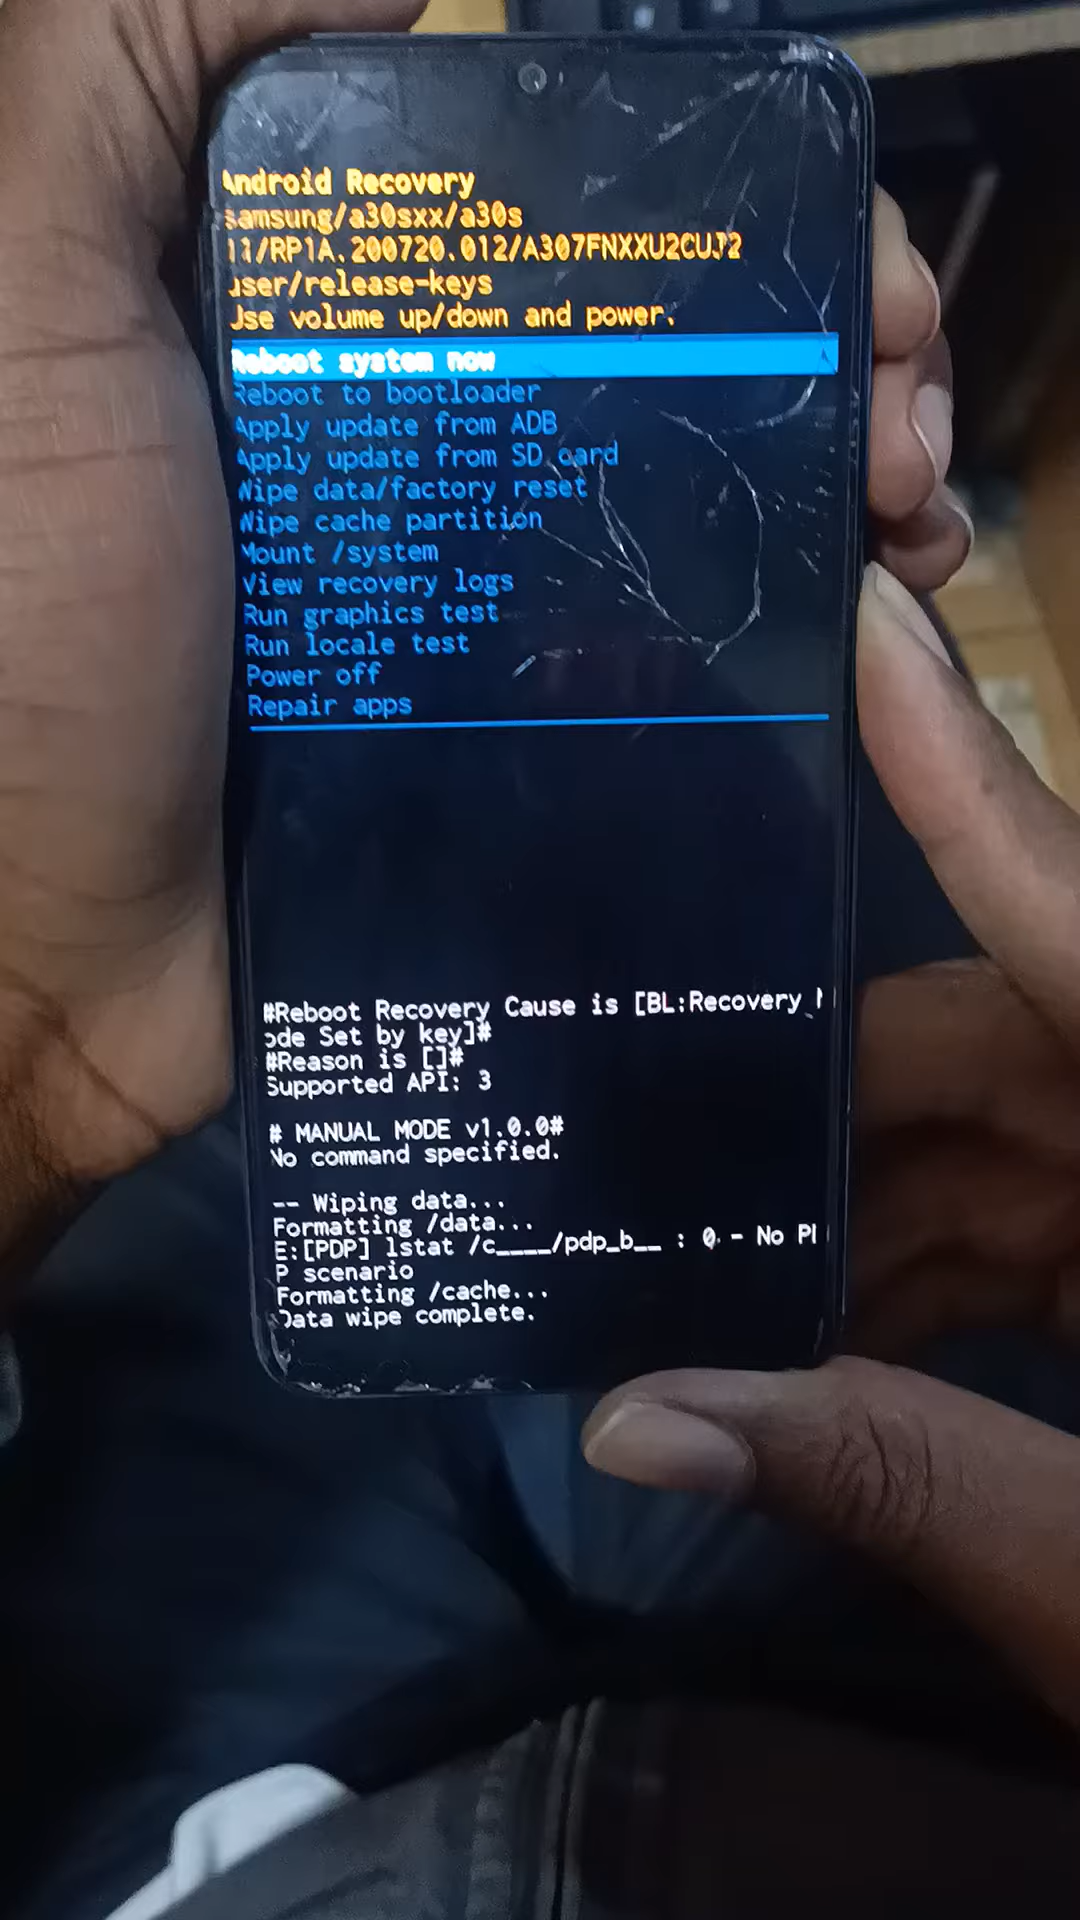 Android Recovery
samsung/a30sxx/a30s
11/RP1A.200720.012/A307FNXXU2CUJ2
user/release-keys
Use volume up/down and power.
Reboot system now
Reboot to bootloader
Apply update from ADB
Apply update from SD card
Wipe data/factory reset
Wipe cache partition
Mount /system
View recovery logs
Run graphics test
Run locale test
Power off
Repair apps
#Reboot Recovery Cause is [BL:Recovery_M
ode Set by key]#
#Reason is []#
Supported API: 3
# MANUAL MODE v1.0.0#
No command specified.
-- Wiping data...
Formatting /data...
E:[PDP] lstat /c____/pdp_b__ : 0 - No PD
P scenario
Formatting /cache...
Data wipe complete.